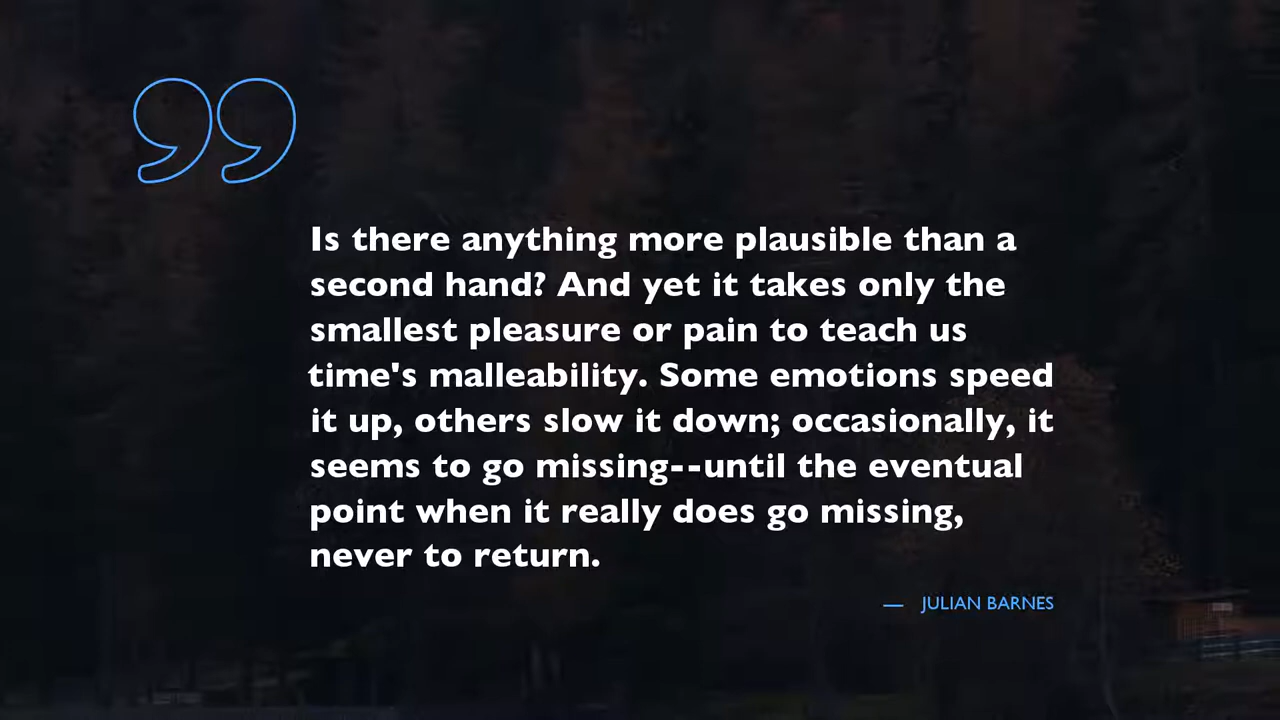 Is there anything more plausible than a
second hand? And yet it takes only the
smallest pleasure or pain to teach us
time's malleability. Some emotions speed
it up, others slow it down; occasionally, it
seems to go missing--until the eventual
point when it really does go missing,
never to return.
— JULIAN BARNES